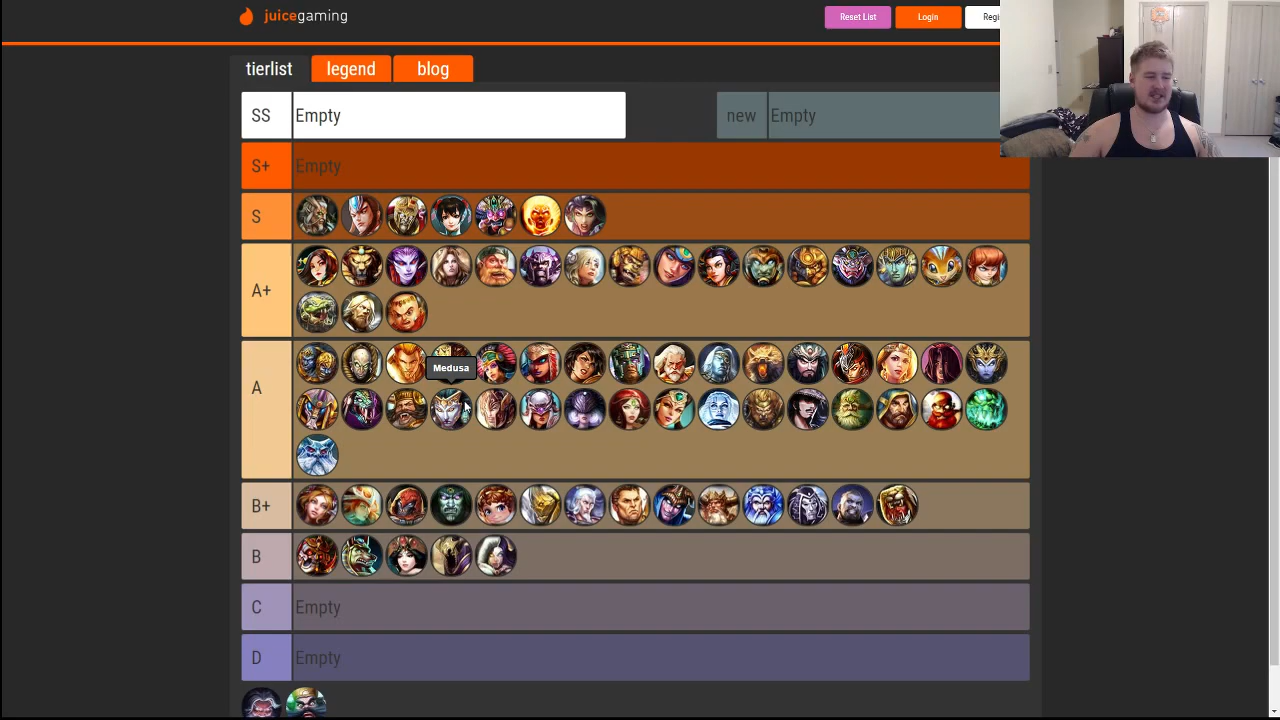 juicegaming
Reset List
Login
Regi
tierlist
legend
blog
SS
Empty
new
Empty
S+
Empty
S
A+
A
Medusa
B+
B
C
Empty
D
Empty